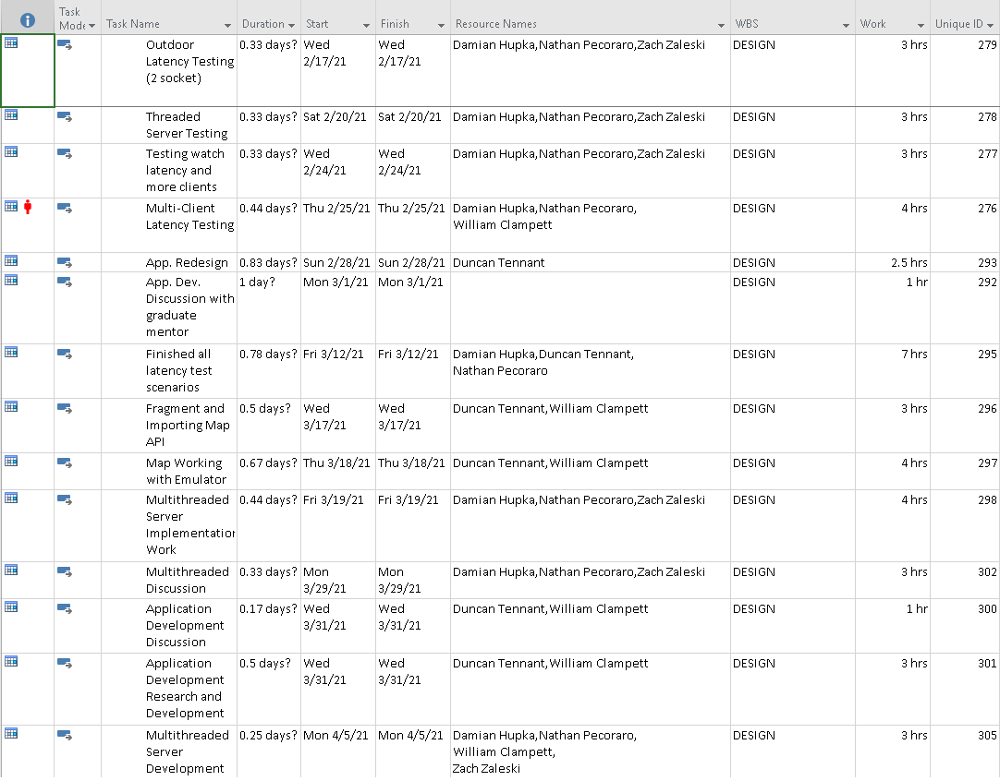 Task
Mode Task Name Duration Start Finish Resource Names WBS Work Unique ID
Outdoor 0.33 days? Wed Wed Damian Hupka,Nathan Pecoraro,Zach Zaleski DESIGN 3 hrs 279
Latency Testing 2/17/21 2/17/21
(2 socket)
Threaded 0.33 days? Sat 2/20/21 Sat 2/20/21 Damian Hupka,Nathan Pecoraro,Zach Zaleski DESIGN 3 hrs 278
Server Testing
Testing watch 0.33 days? Wed Wed Damian Hupka,Nathan Pecoraro,Zach Zaleski DESIGN 3 hrs 277
latency and 2/24/21 2/24/21
more clients
Multi-Client 0.44 days? Thu 2/25/21 Thu 2/25/21 Damian Hupka,Nathan Pecoraro, DESIGN 4 hrs 276
Latency Testing William Clampett
App. Redesign 0.83 days? Sun 2/28/21 Sun 2/28/21 Duncan Tennant DESIGN 2.5 hrs 293
App. Dev. 1 day? Mon 3/1/21 Mon 3/1/21 DESIGN 1 hr 292
Discussion with
graduate
mentor
Finished all 0.78 days? Fri 3/12/21 Fri 3/12/21 Damian Hupka,Duncan Tennant, DESIGN 7 hrs 295
latency test Nathan Pecoraro
scenarios
Fragment and 0.5 days? Wed Wed Duncan Tennant,William Clampett DESIGN 3 hrs 296
Importing Map 3/17/21 3/17/21
API
Map Working 0.67 days? Thu 3/18/21 Thu 3/18/21 Duncan Tennant,William Clampett DESIGN 4 hrs 297
with Emulator
Multithreaded 0.44 days? Fri 3/19/21 Fri 3/19/21 Damian Hupka,Nathan Pecoraro,Zach Zaleski DESIGN 4 hrs 298
Server
Implementation
Work
Multithreaded 0.33 days? Mon Mon Damian Hupka,Nathan Pecoraro,Zach Zaleski DESIGN 3 hrs 302
Discussion 3/29/21 3/29/21
Application 0.17 days? Wed Wed Duncan Tennant,William Clampett DESIGN 1 hr 300
Development 3/31/21 3/31/21
Discussion
Application 0.5 days? Wed Wed Duncan Tennant,William Clampett DESIGN 3 hrs 301
Development 3/31/21 3/31/21
Research and
Development
Multithreaded 0.25 days? Mon 4/5/21 Mon 4/5/21 Damian Hupka,Nathan Pecoraro, DESIGN 3 hrs 305
Server William Clampett,
Development Zach Zaleski